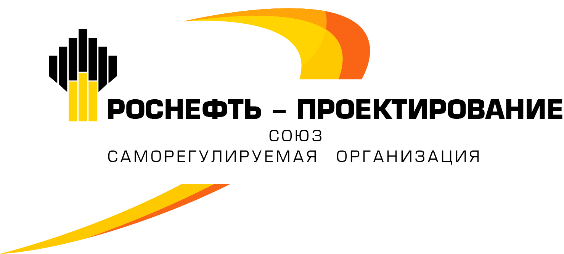 РОСНЕФТЬ – ПРОЕКТИРОВАНИЕ
СОЮЗ
САМОРЕГУЛИРУЕМАЯ ОРГАНИЗАЦИЯ